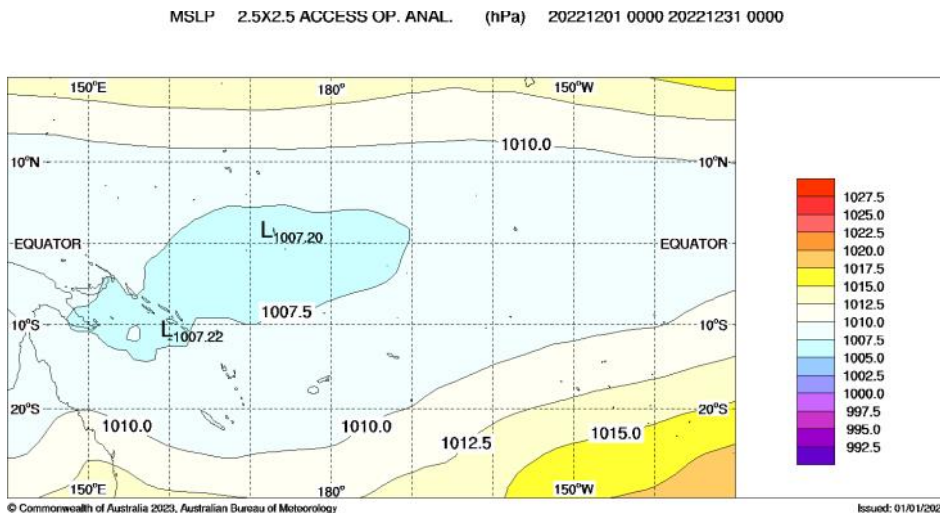 MSLP 2.5X2.5 ACCESS OP. ANAL. (hPa) 20221201 0000 20221231 0000
150°E 180° 150°W
1010.0
10°N 10°N
L1007.20
EQUATOR EQUATOR
1007.5
10°S 10°S
L1007.22
20°S 20°S
1010.0 1010.0
1012.5 1015.0
150°E 180° 150°W
1027.5
1025.0
1022.5
1020.0
1017.5
1015.0
1012.5
1010.0
1007.5
1005.0
1002.5
1000.0
997.5
995.0
992.5
© Commonwealth of Australia 2023, Australian Bureau of Meteorology
Issued: 01/01/202